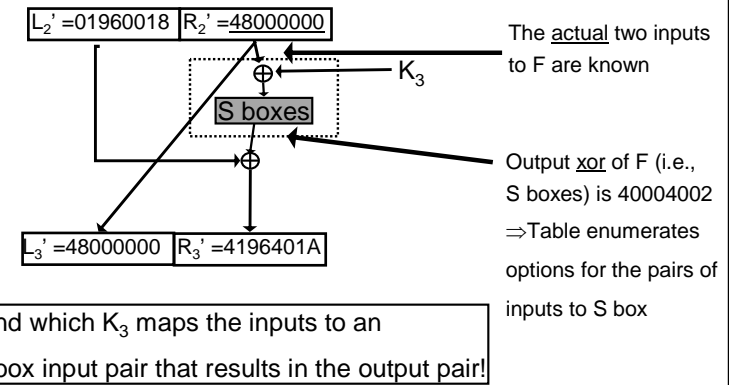 L₂' =01960018 R₂' =48000000
K₃
S boxes
L₃' =48000000 R₃' =4196401A
The actual two inputs
to F are known
Output xor of F (i.e.,
S boxes) is 40004002
⇒Table enumerates
options for the pairs of
inputs to S box
nd which K₃ maps the inputs to an
box input pair that results in the output pair!